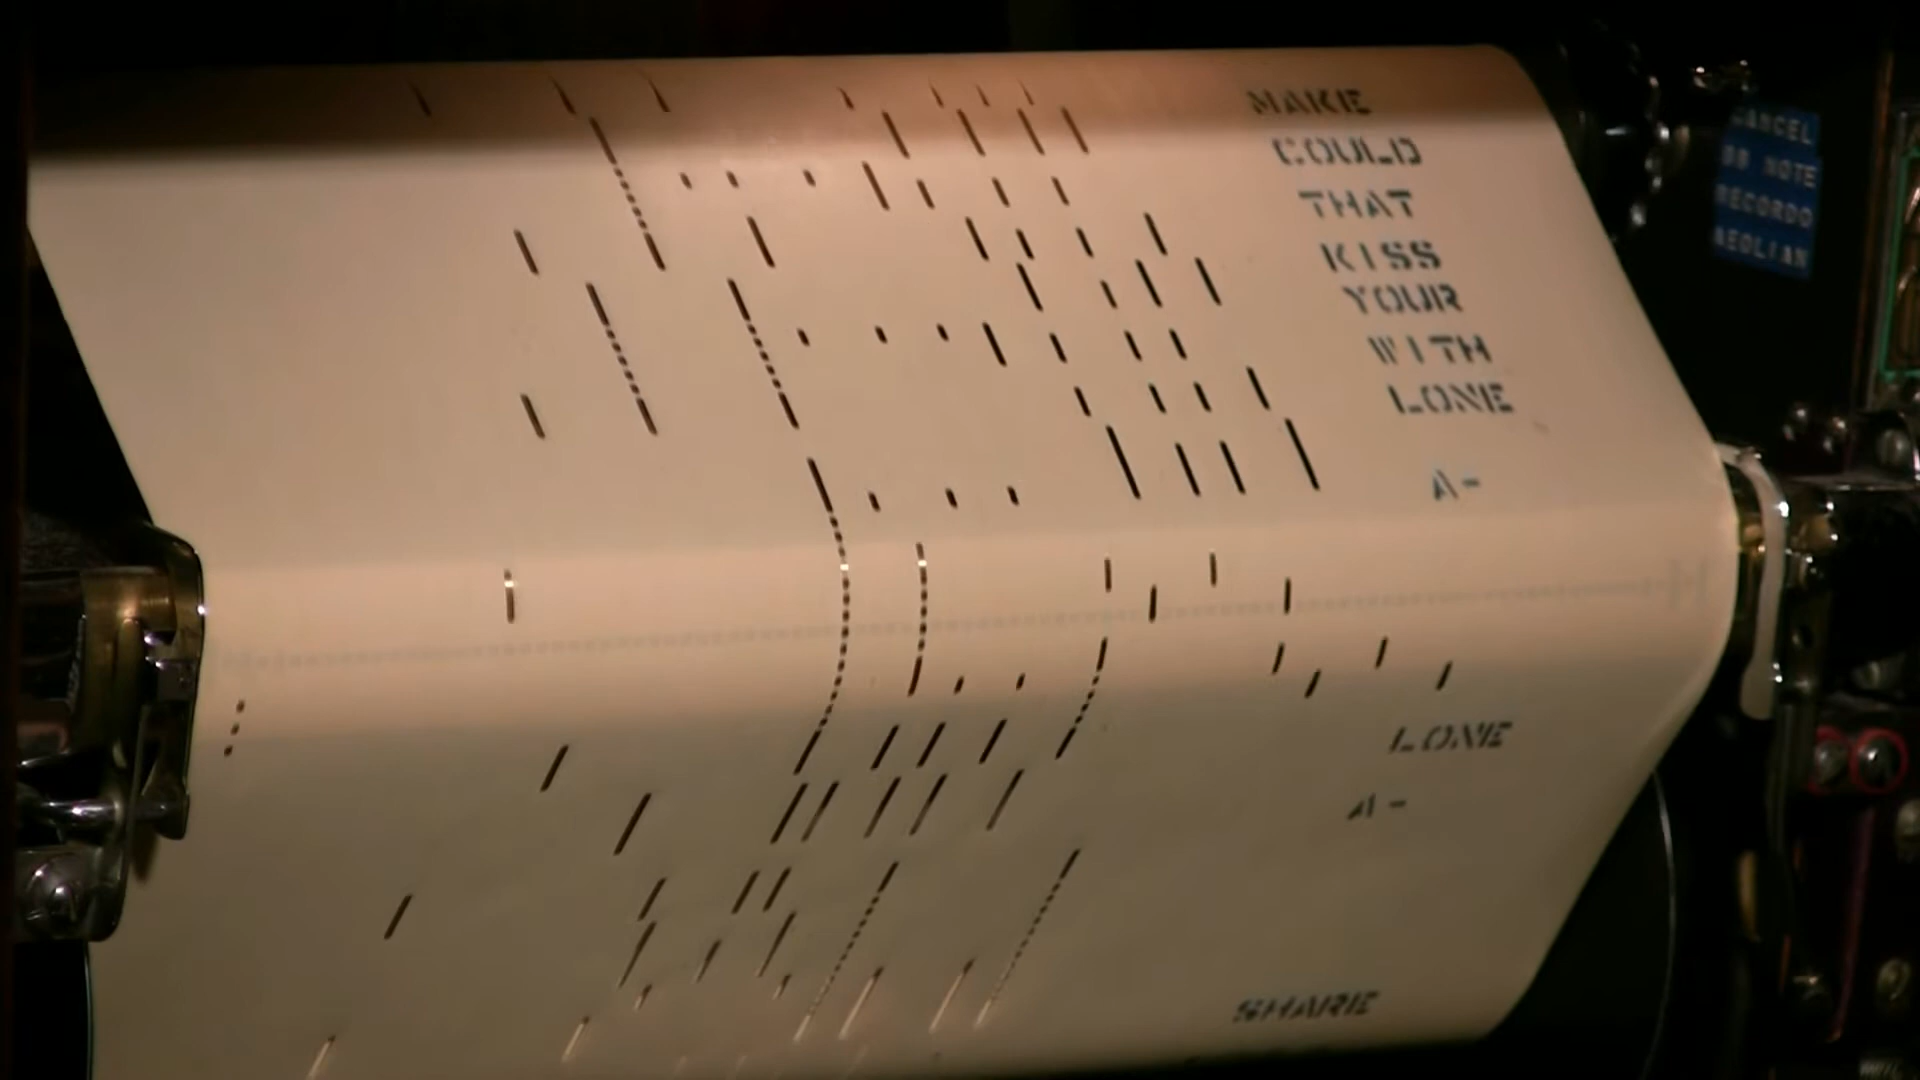 MAKE
COULD
THAT
KISS
YOUR
WITH
LONE
A-
LONE
A-
SHARE
CANCEL
88 NOTE
RECORDO
AEOLIAN